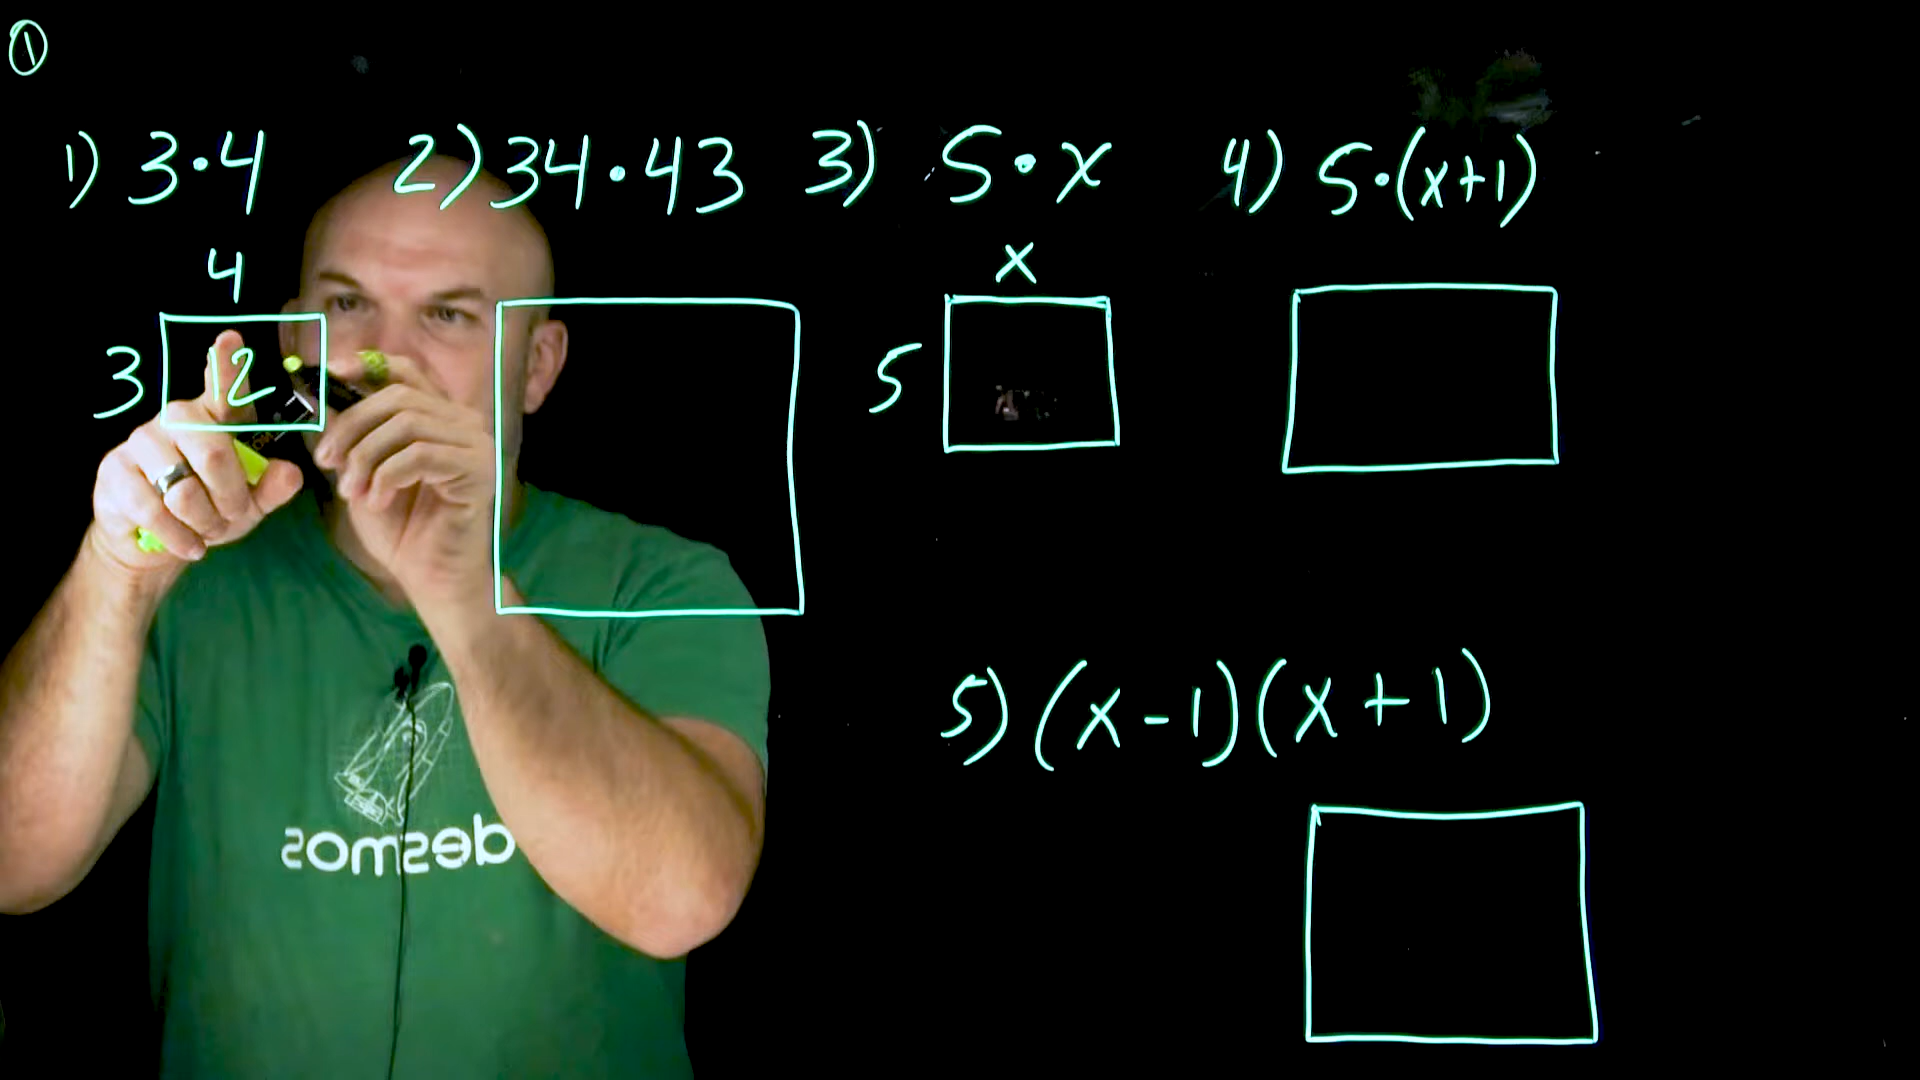 ①
1) 3·4 2) 34·43 3) 5·x 4) 5·(x+1)
4
x
3 12
5
5) (x-1)(x+1)
desmos